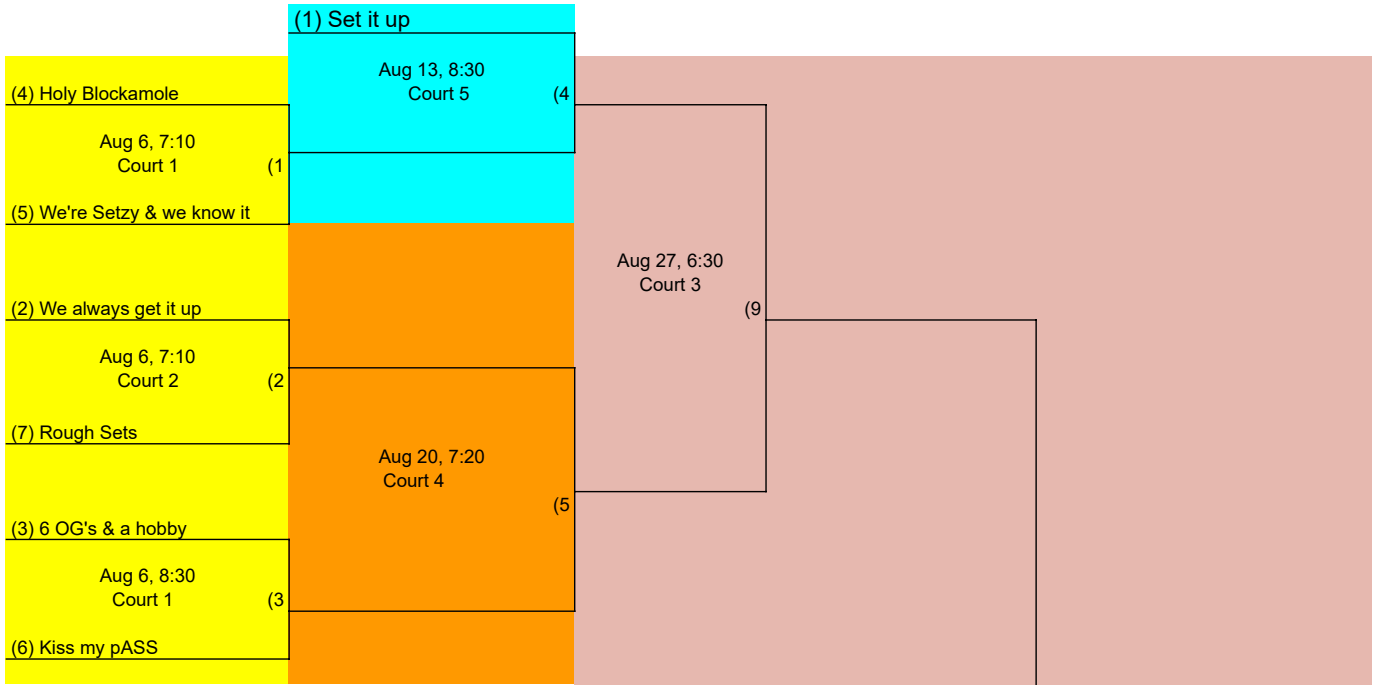 (1) Set it up
Aug 13, 8:30
Court 5
(4
(4) Holy Blockamole
Aug 6, 7:10
Court 1
(1
(5) We're Setzy & we know it
Aug 27, 6:30
Court 3
(9
(2) We always get it up
Aug 6, 7:10
Court 2
(2
(7) Rough Sets
Aug 20, 7:20
Court 4
(5
(3) 6 OG's & a hobby
Aug 6, 8:30
Court 1
(3
(6) Kiss my pASS